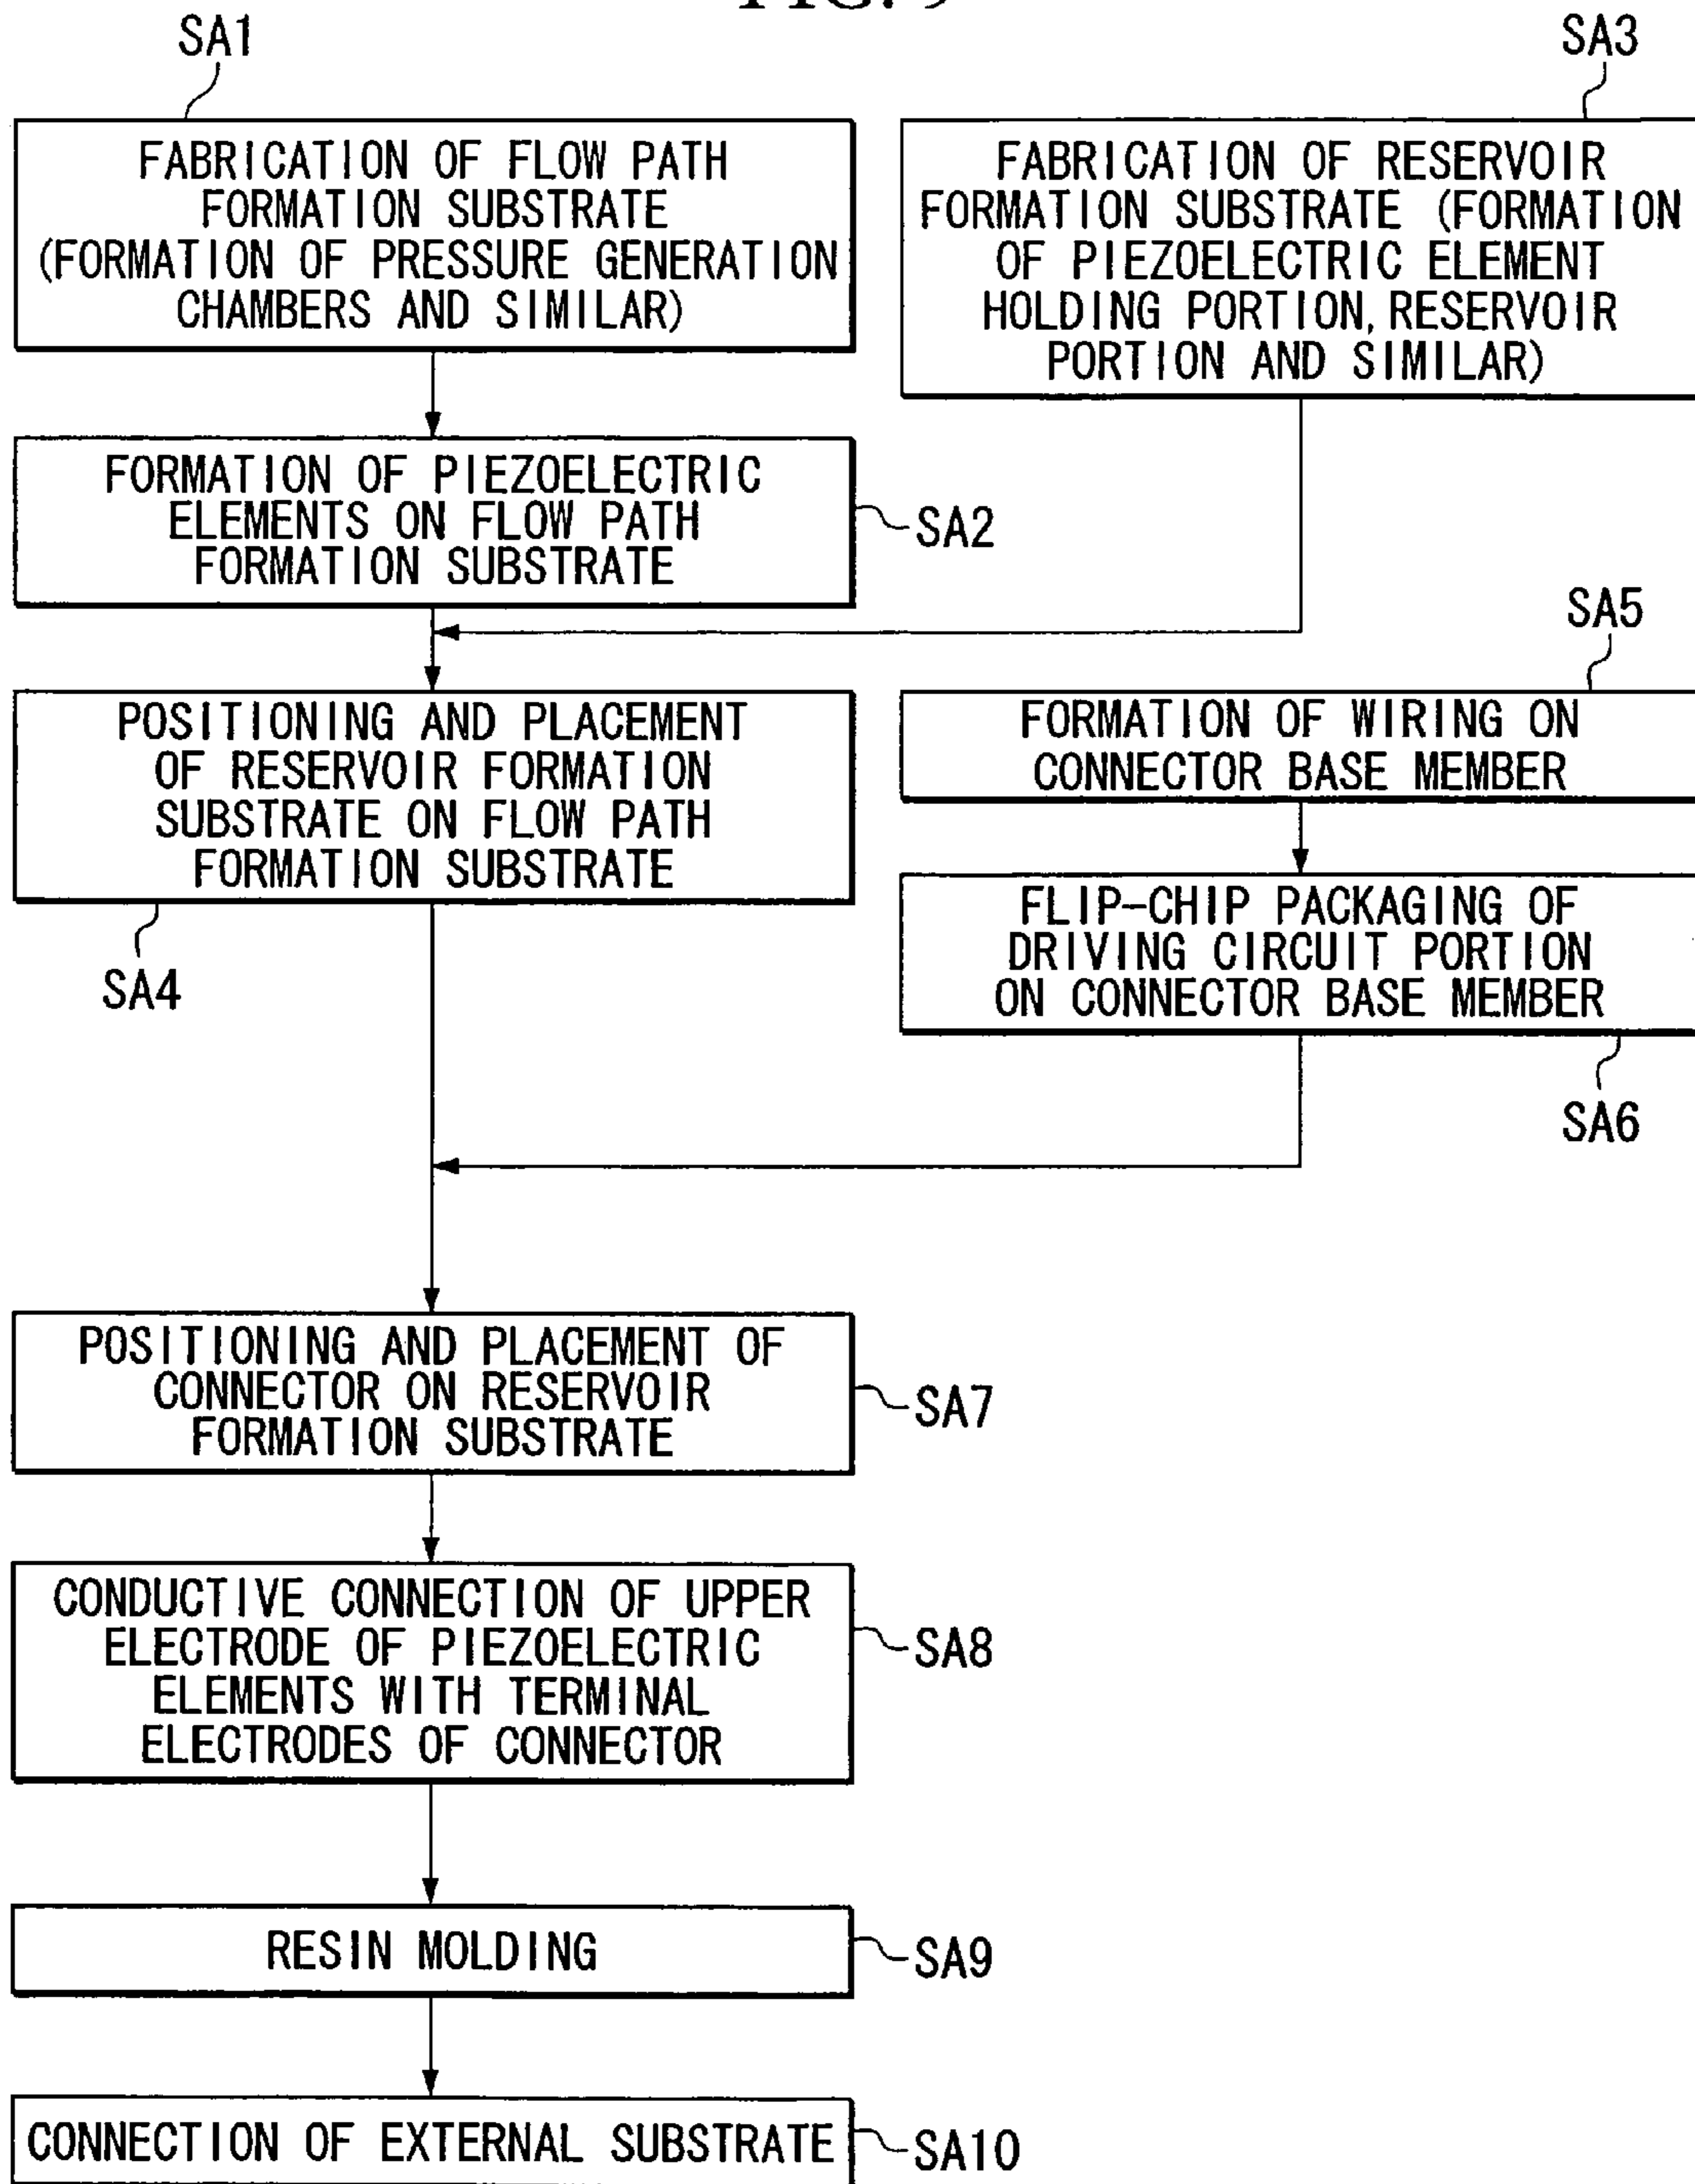 FIG. 9
SA1
FABRICATION OF FLOW PATH
FORMATION SUBSTRATE
(FORMATION OF PRESSURE GENERATION
CHAMBERS AND SIMILAR)
SA3
FABRICATION OF RESERVOIR
FORMATION SUBSTRATE (FORMATION
OF PIEZOELECTRIC ELEMENT
HOLDING PORTION, RESERVOIR
PORTION AND SIMILAR)
FORMATION OF PIEZOELECTRIC
ELEMENTS ON FLOW PATH
FORMATION SUBSTRATE
SA2
POSITIONING AND PLACEMENT
OF RESERVOIR FORMATION
SUBSTRATE ON FLOW PATH
FORMATION SUBSTRATE
SA4
SA5
FORMATION OF WIRING ON
CONNECTOR BASE MEMBER
FLIP-CHIP PACKAGING OF
DRIVING CIRCUIT PORTION
ON CONNECTOR BASE MEMBER
SA6
POSITIONING AND PLACEMENT OF
CONNECTOR ON RESERVOIR
FORMATION SUBSTRATE
SA7
CONDUCTIVE CONNECTION OF UPPER
ELECTRODE OF PIEZOELECTRIC
ELEMENTS WITH TERMINAL
ELECTRODES OF CONNECTOR
SA8
RESIN MOLDING
SA9
CONNECTION OF EXTERNAL SUBSTRATE
SA10